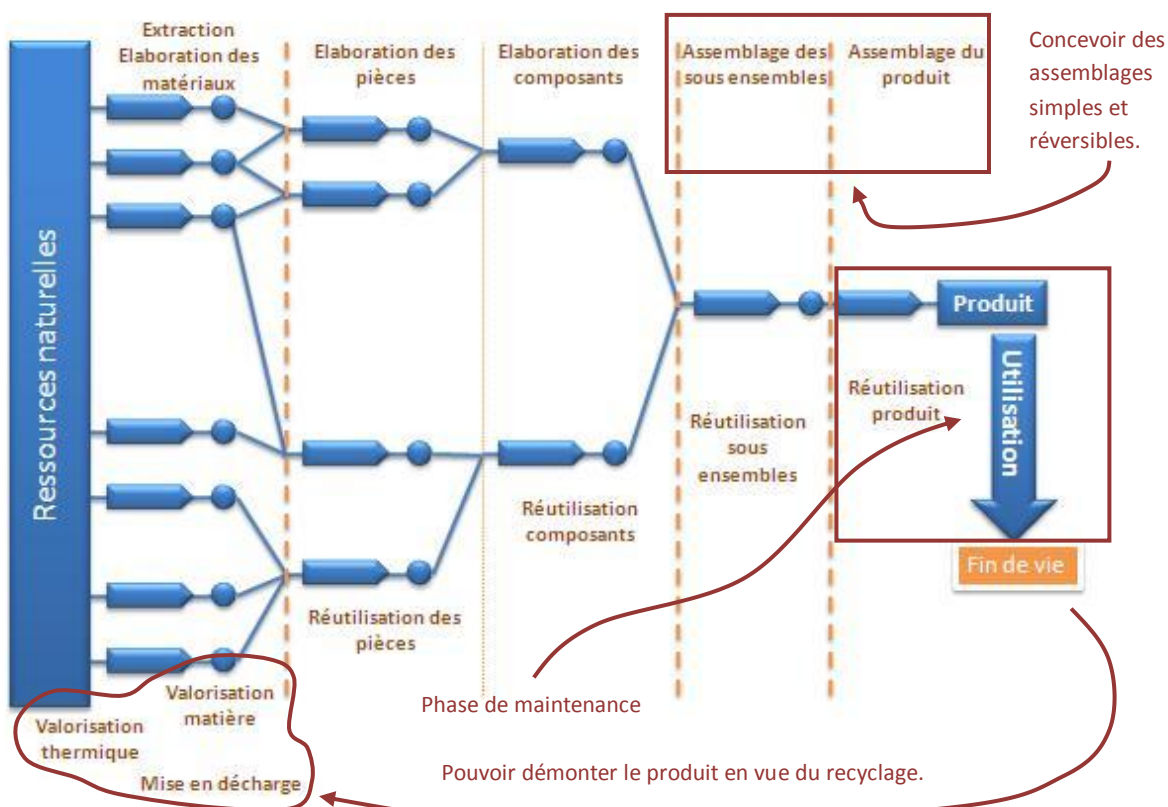 Extraction
Elaboration des
matériaux
Elaboration des
pièces
Elaboration des
composants
Assemblage des
sous ensembles
Assemblage du
produit
Concevoir des
assemblages
simples et
réversibles.
Ressources naturelles
Produit
Utilisation
Réutilisation
produit
Réutilisation
sous
ensembles
Réutilisation
composants
Fin de vie
Réutilisation des
pièces
Valorisation
matière
Valorisation
thermique
Mise en décharge
Phase de maintenance
Pouvoir démonter le produit en vue du recyclage.